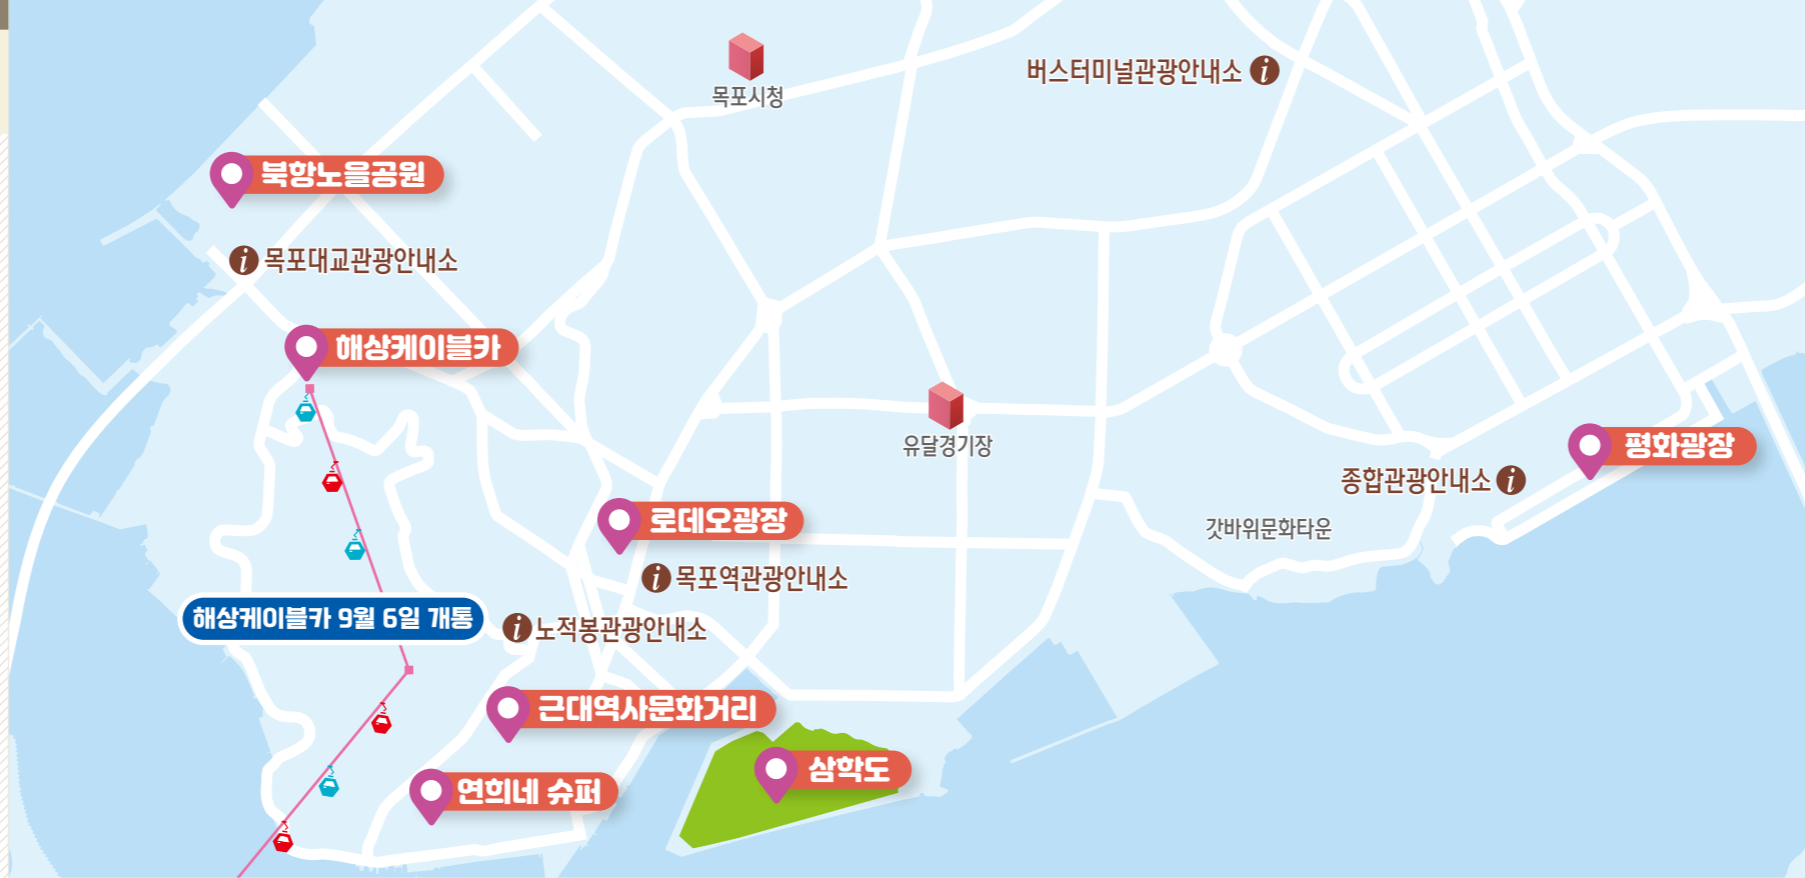 목포시청
버스터미널관광안내소 i
북항노을공원
i 목포대교관광안내소
해상케이블카
유달경기장
평화광장
종합관광안내소 i
갓바위문화타운
로데오광장
i 목포역관광안내소
해상케이블카 9월 6일 개통
i 노적봉관광안내소
근대역사문화거리
삼학도
연희네 슈퍼